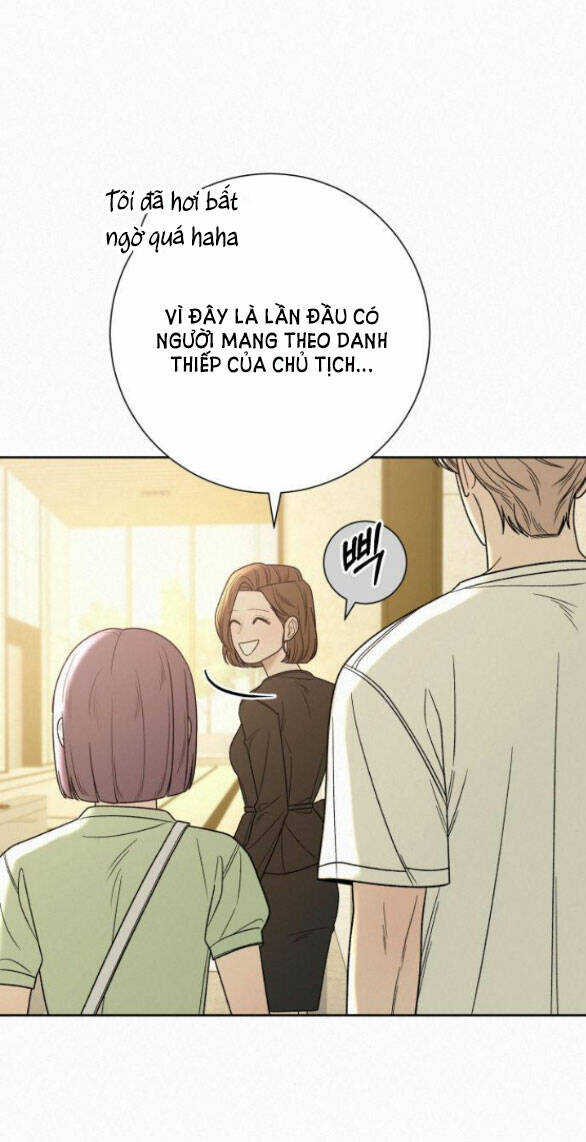 Tôi đã hơi bất
ngờ quá haha
VÌ ĐÂY LÀ LẦN ĐẦU CÓ
NGƯỜI MANG THEO DANH
THIẾP CỦA CHỦ TỊCH...
삑